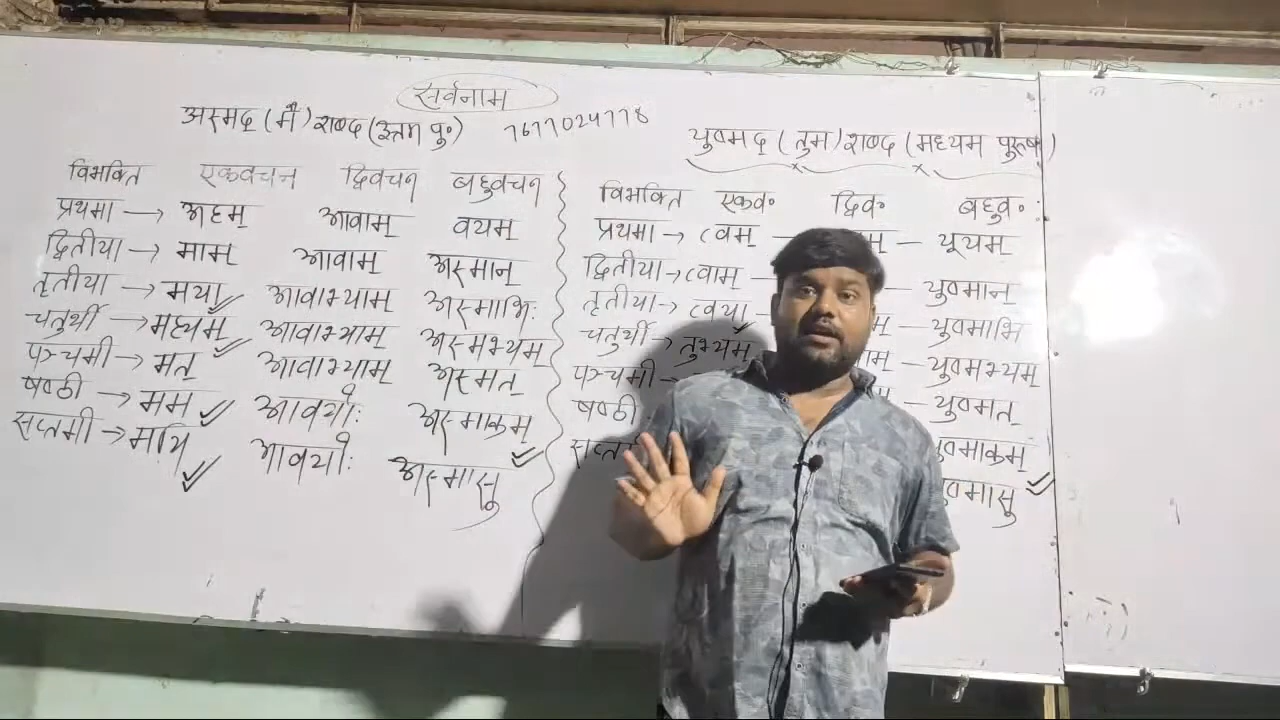 सर्वनाम
अस्मद् (मैं) शब्द (उत्तम पु०) 7677024778
विभक्ति एकवचन द्विवचन बहुवचन
प्रथमा → अहम् आवाम् वयम्
द्वितीया → माम् आवाम् अस्मान्
तृतीया → मया आवाभ्याम् अस्माभिः
चतुर्थी → मह्यम् आवाभ्याम् अस्मभ्यम्
पञ्चमी → मत् आवाभ्याम् अस्मत्
षष्ठी → मम आवयोः अस्माकम्
सप्तमी → मयि आवयोः अस्मासु
युष्मद् (तुम) शब्द (मध्यम पुरुष)
विभक्ति एकव० द्विव० बहुव०
प्रथमा → त्वम् – म् – यूयम्
द्वितीया → त्वाम् – – युष्मान्
तृतीया → त्वया – म् – युष्माभि
चतुर्थी → तुभ्यम् याम् – युष्मभ्यम्
पञ्चमी → – युष्मत्
षष्ठी युष्माकम्
युष्मासु